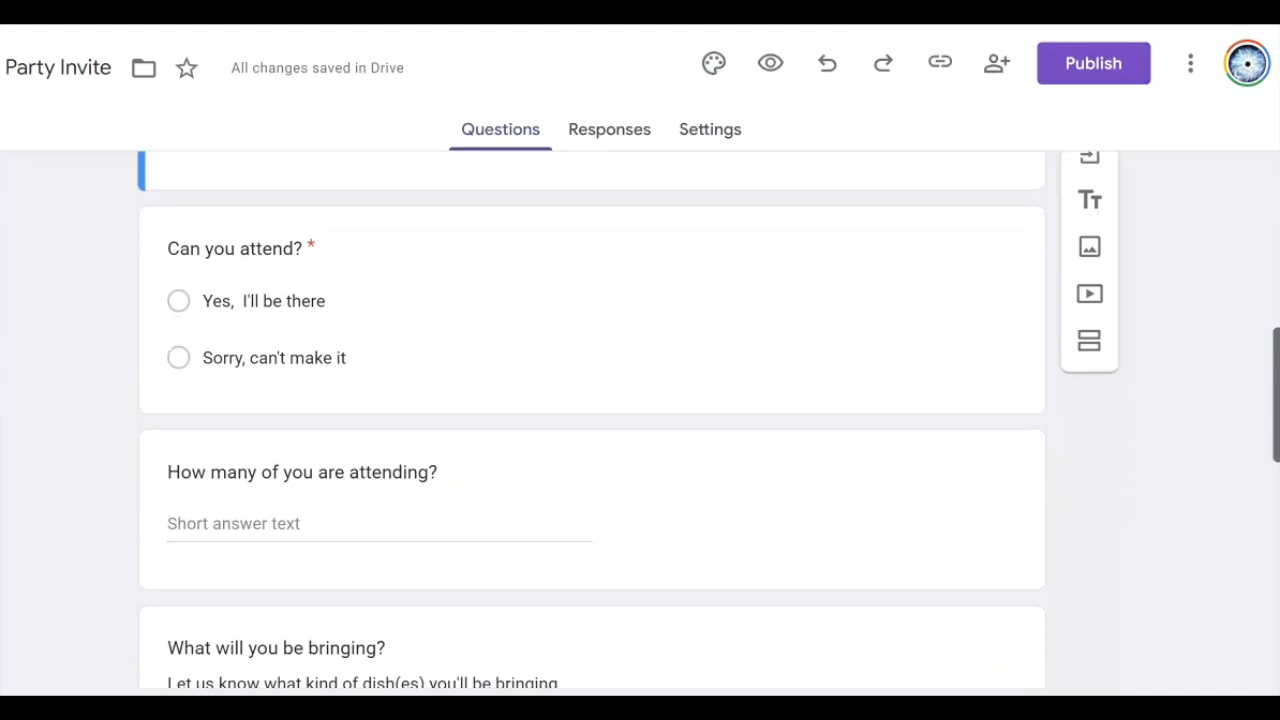 Party Invite
All changes saved in Drive
Publish
Questions Responses Settings
Can you attend? *
Yes,  I'll be there
Sorry, can't make it
How many of you are attending?
Short answer text
What will you be bringing?
Let us know what kind of dish(es) you'll be bringing